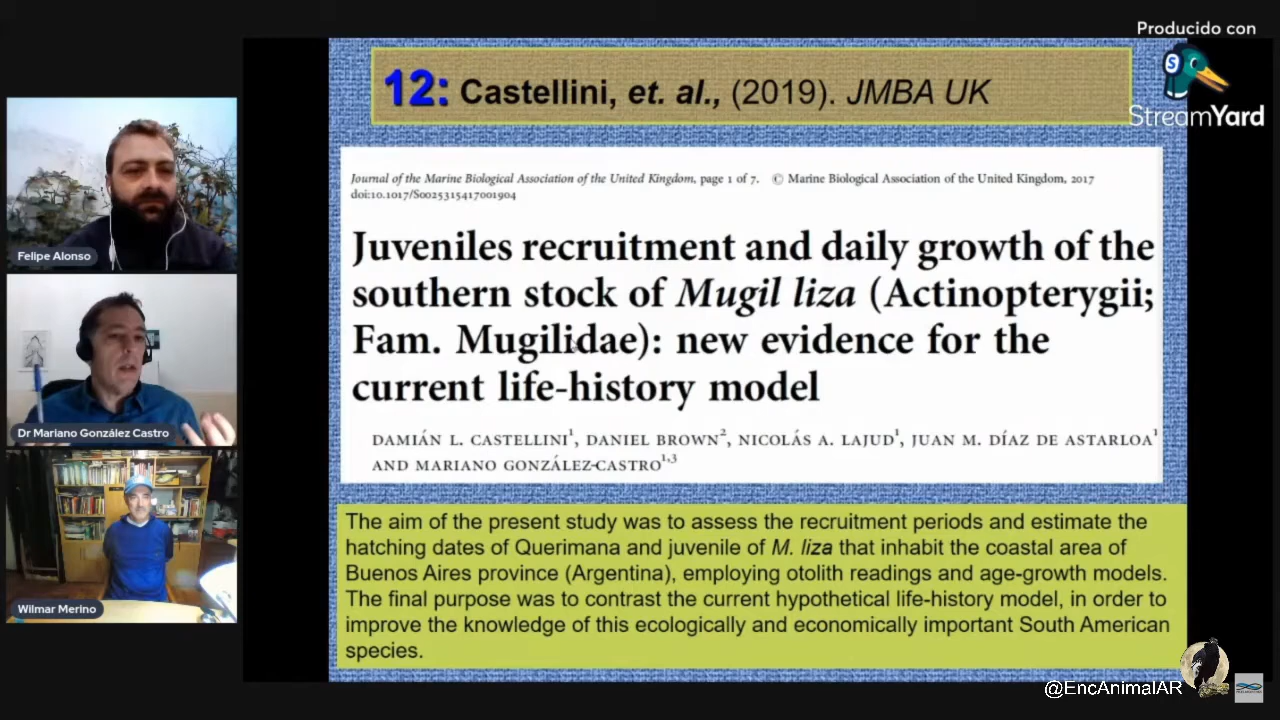 Producido con
StreamYard
12: Castellini, et. al., (2019). JMBA UK
Journal of the Marine Biological Association of the United Kingdom, page 1 of 7. © Marine Biological Association of the United Kingdom, 2017
doi:10.1017/S0025315417001904
Juveniles recruitment and daily growth of the
southern stock of Mugil liza (Actinopterygii;
Fam. Mugilidae): new evidence for the
current life-history model
DAMIÁN L. CASTELLINI1, DANIEL BROWN2, NICOLÁS A. LAJUD1, JUAN M. DÍAZ DE ASTARLOA1
AND MARIANO GONZÁLEZ-CASTRO1,3
The aim of the present study was to assess the recruitment periods and estimate the
hatching dates of Querimana and juvenile of M. liza that inhabit the coastal area of
Buenos Aires province (Argentina), employing otolith readings and age-growth models.
The final purpose was to contrast the current hypothetical life-history model, in order to
improve the knowledge of this ecologically and economically important South American
species.
Felipe Alonso
Dr Mariano González Castro
Wilmar Merino
@EncAnimalAR